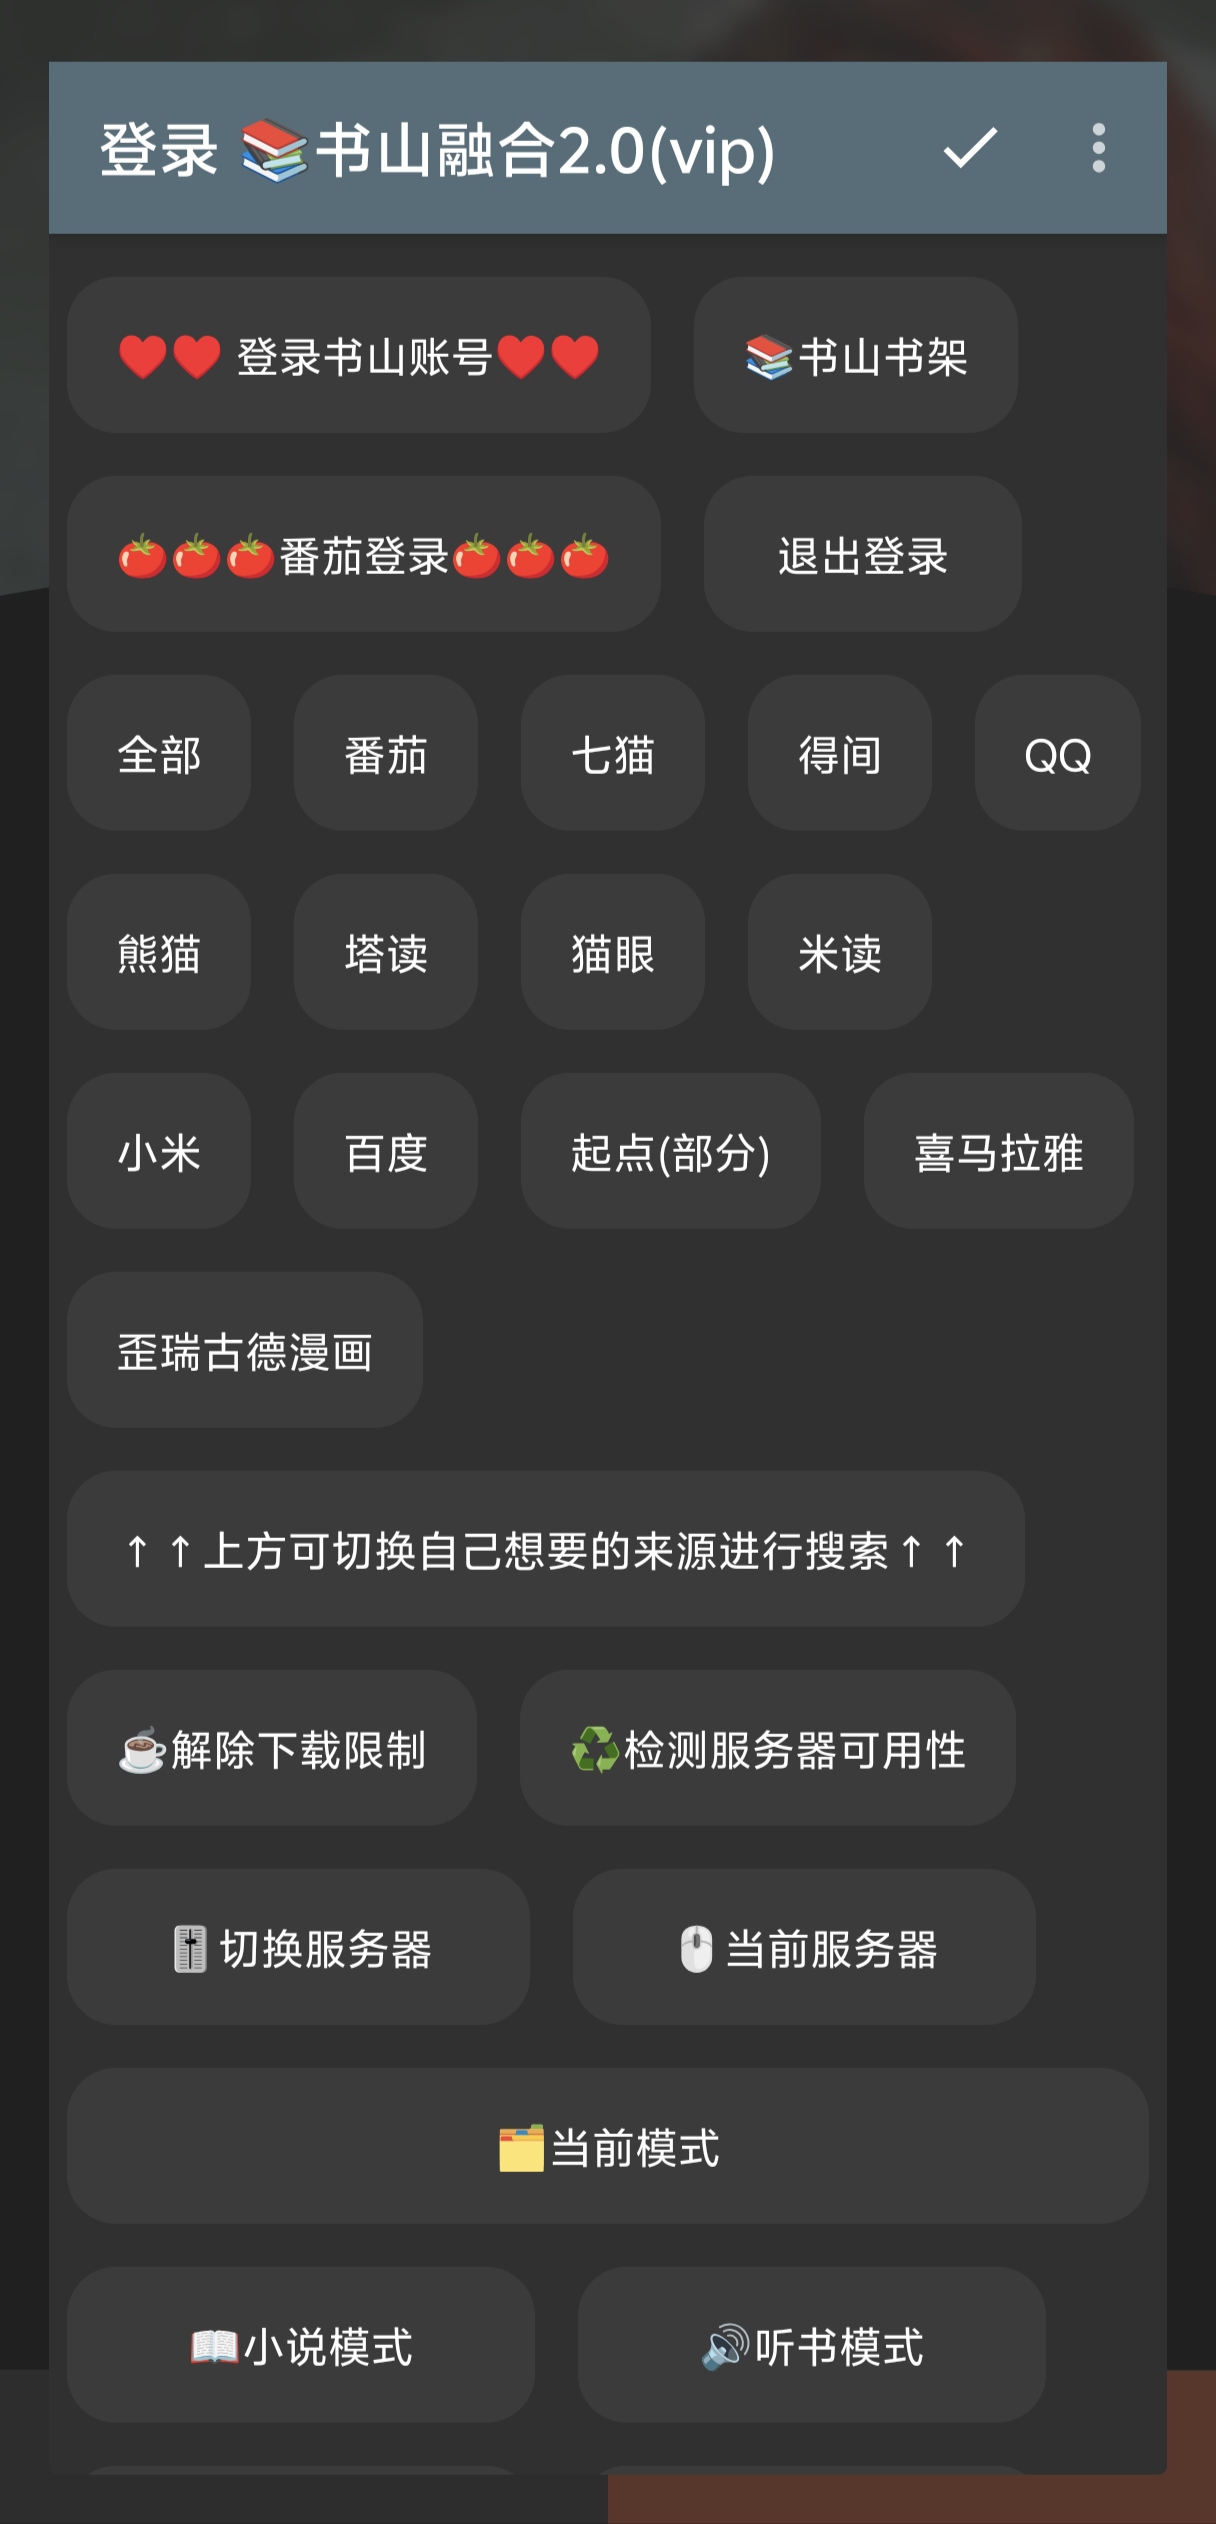 登录 📚书山融合2.0(vip)
❤️❤️ 登录书山账号❤️❤️ 📚书山书架
🍅🍅🍅番茄登录🍅🍅🍅 退出登录
全部 番茄 七猫 得间 QQ
熊猫 塔读 猫眼 米读
小米 百度 起点(部分) 喜马拉雅
歪瑞古德漫画
↑ ↑上方可切换自己想要的来源进行搜索↑ ↑
☕解除下载限制 ♻️检测服务器可用性
🎚️切换服务器 🖱️当前服务器
🗂️当前模式
📖小说模式 🔊听书模式